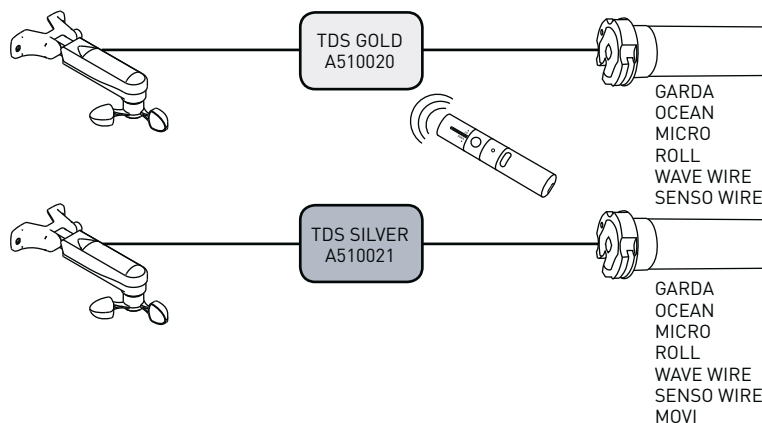 TDS GOLD
A510020
GARDA
OCEAN
MICRO
ROLL
WAVE WIRE
SENSO WIRE
TDS SILVER
A510021
GARDA
OCEAN
MICRO
ROLL
WAVE WIRE
SENSO WIRE
MOVI